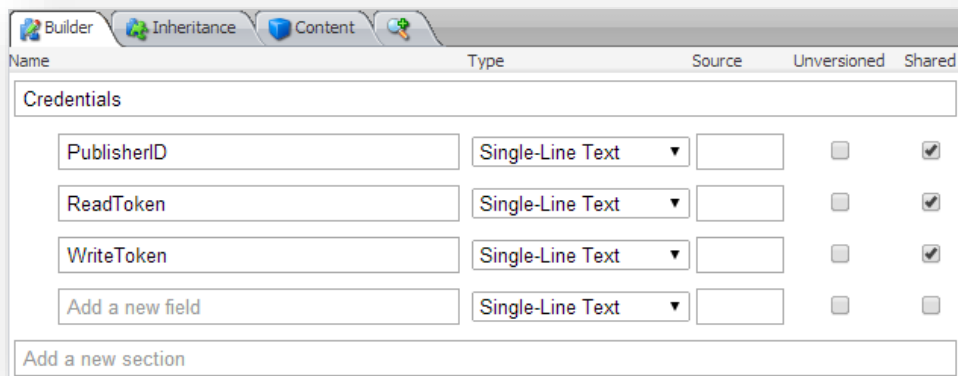 Builder Inheritance Content
Name Type Source Unversioned Shared
Credentials
PublisherID Single-Line Text
ReadToken Single-Line Text
WriteToken Single-Line Text
Add a new field Single-Line Text
Add a new section